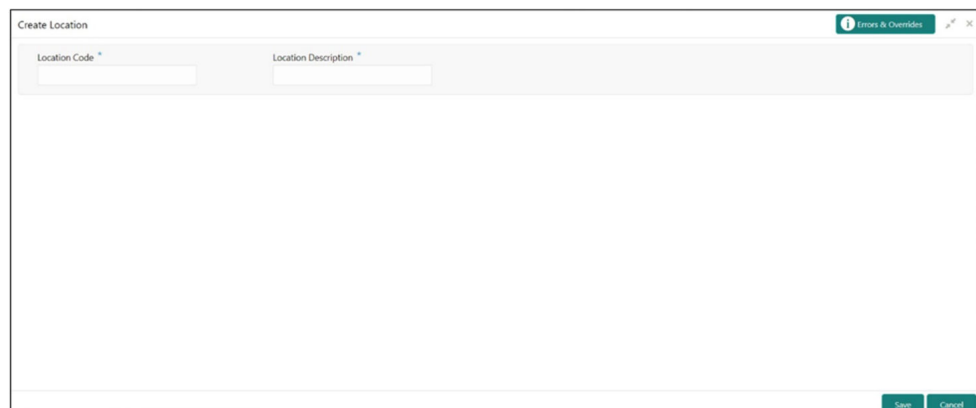 Create Location
Errors & Overrides
Location Code *
Location Description *
Save
Cancel